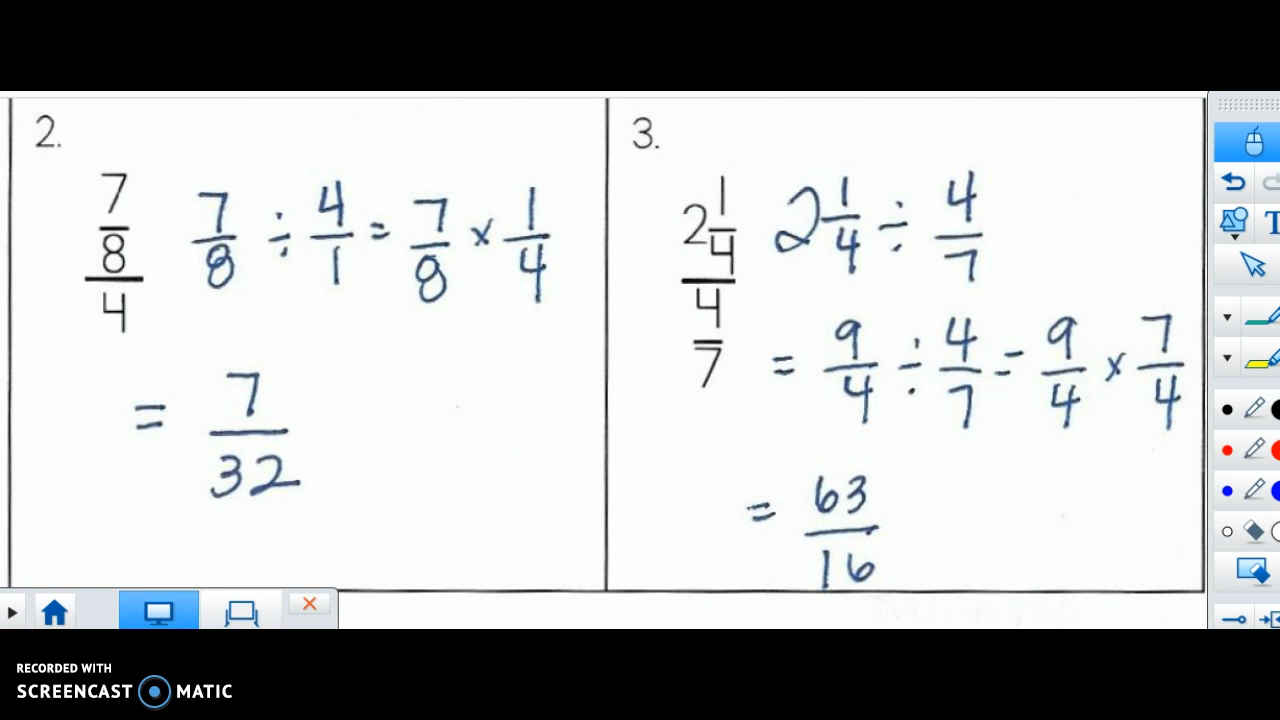 2.
7/8 / 4
7/8 ÷ 4/1 = 7/8 × 1/4
= 7/32
3.
2 1/4 / 4/7
2 1/4 ÷ 4/7
= 9/4 ÷ 4/7 = 9/4 × 7/4
= 63/16
T
RECORDED WITH
SCREENCAST MATIC